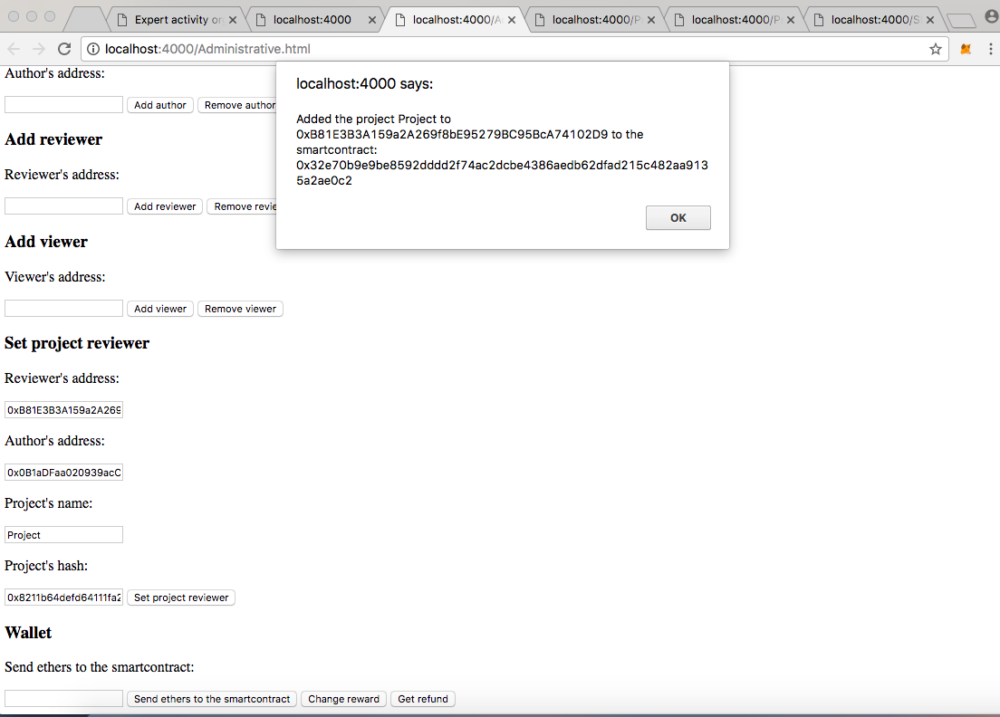 Expert activity or
localhost:4000
localhost:4000/A
localhost:4000/P
localhost:4000/P
localhost:4000/S
localhost:4000/Administrative.html
Author's address:
Add author Remove author
Add reviewer
Reviewer's address:
Add reviewer Remove revie
Add viewer
Viewer's address:
Add viewer Remove viewer
Set project reviewer
Reviewer's address:
0xB81E3B3A159a2A269
Author's address:
0x0B1aDFaa020939acC
Project's name:
Project
Project's hash:
0x8211b64defd64111fa2 Set project reviewer
Wallet
Send ethers to the smartcontract:
Send ethers to the smartcontract Change reward Get refund
localhost:4000 says:
Added the project Project to
0xB81E3B3A159a2A269f8bE95279BC95BcA74102D9 to the
smartcontract:
0x32e70b9e9be8592dddd2f74ac2dcbe4386aedb62dfad215c482aa913
5a2ae0c2
OK